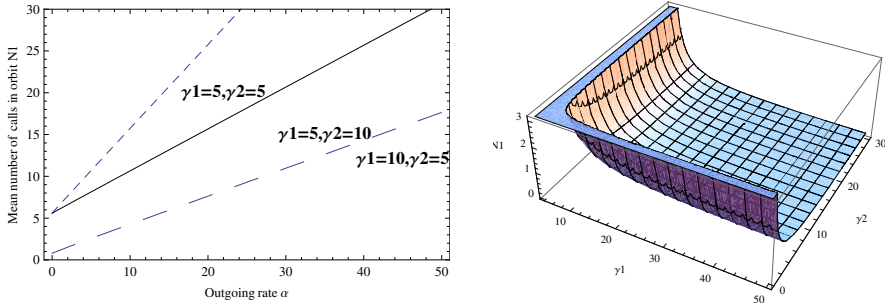 Mean number of calls in orbit N1
30
25
20
15
10
5
0
γ1=5,γ2=5
γ1=5,γ2=10
γ1=10,γ2=5
0 10 20 30 40 50
Outgoing rate α
3
2
1
0
N1
10
20
30
40
50
γ1
0
10
20
30
γ2